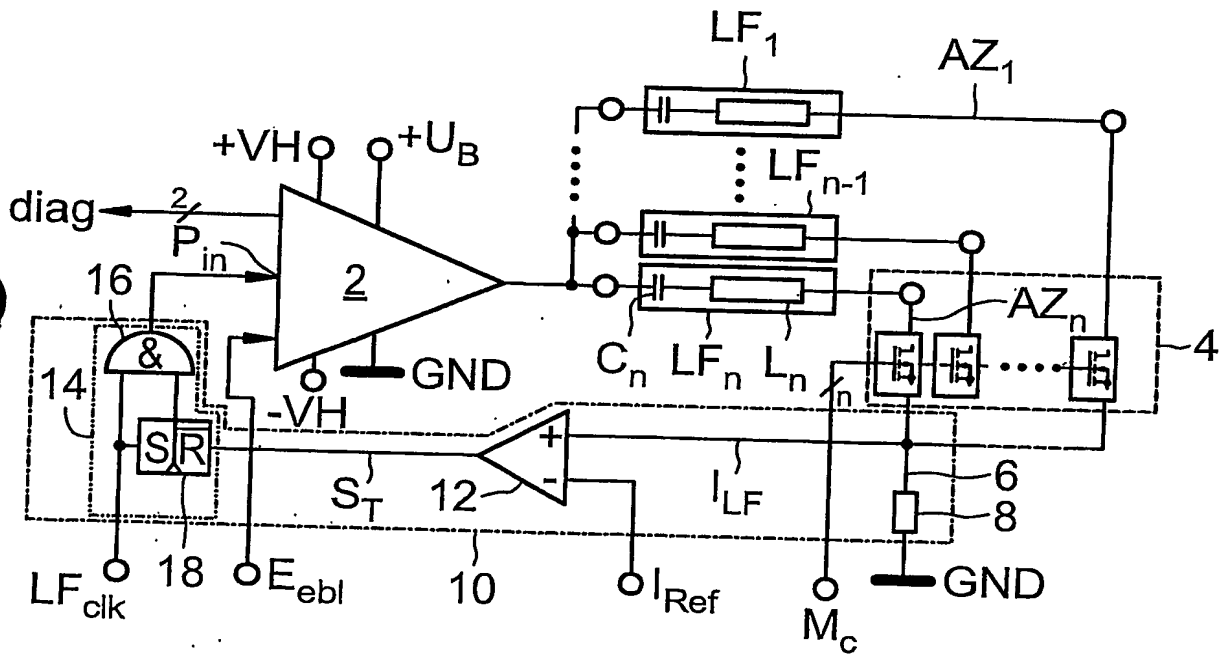 LF1
AZ1
+VH
+UB
LFn-1
diag
2
Pin
2
16
AZn
4
&
GND
Cn
LFn
Ln
14
-VH
n
S R
+
-
12
ILF
6
ST
8
18
10
LFclk
Eebl
IRef
Mc
GND